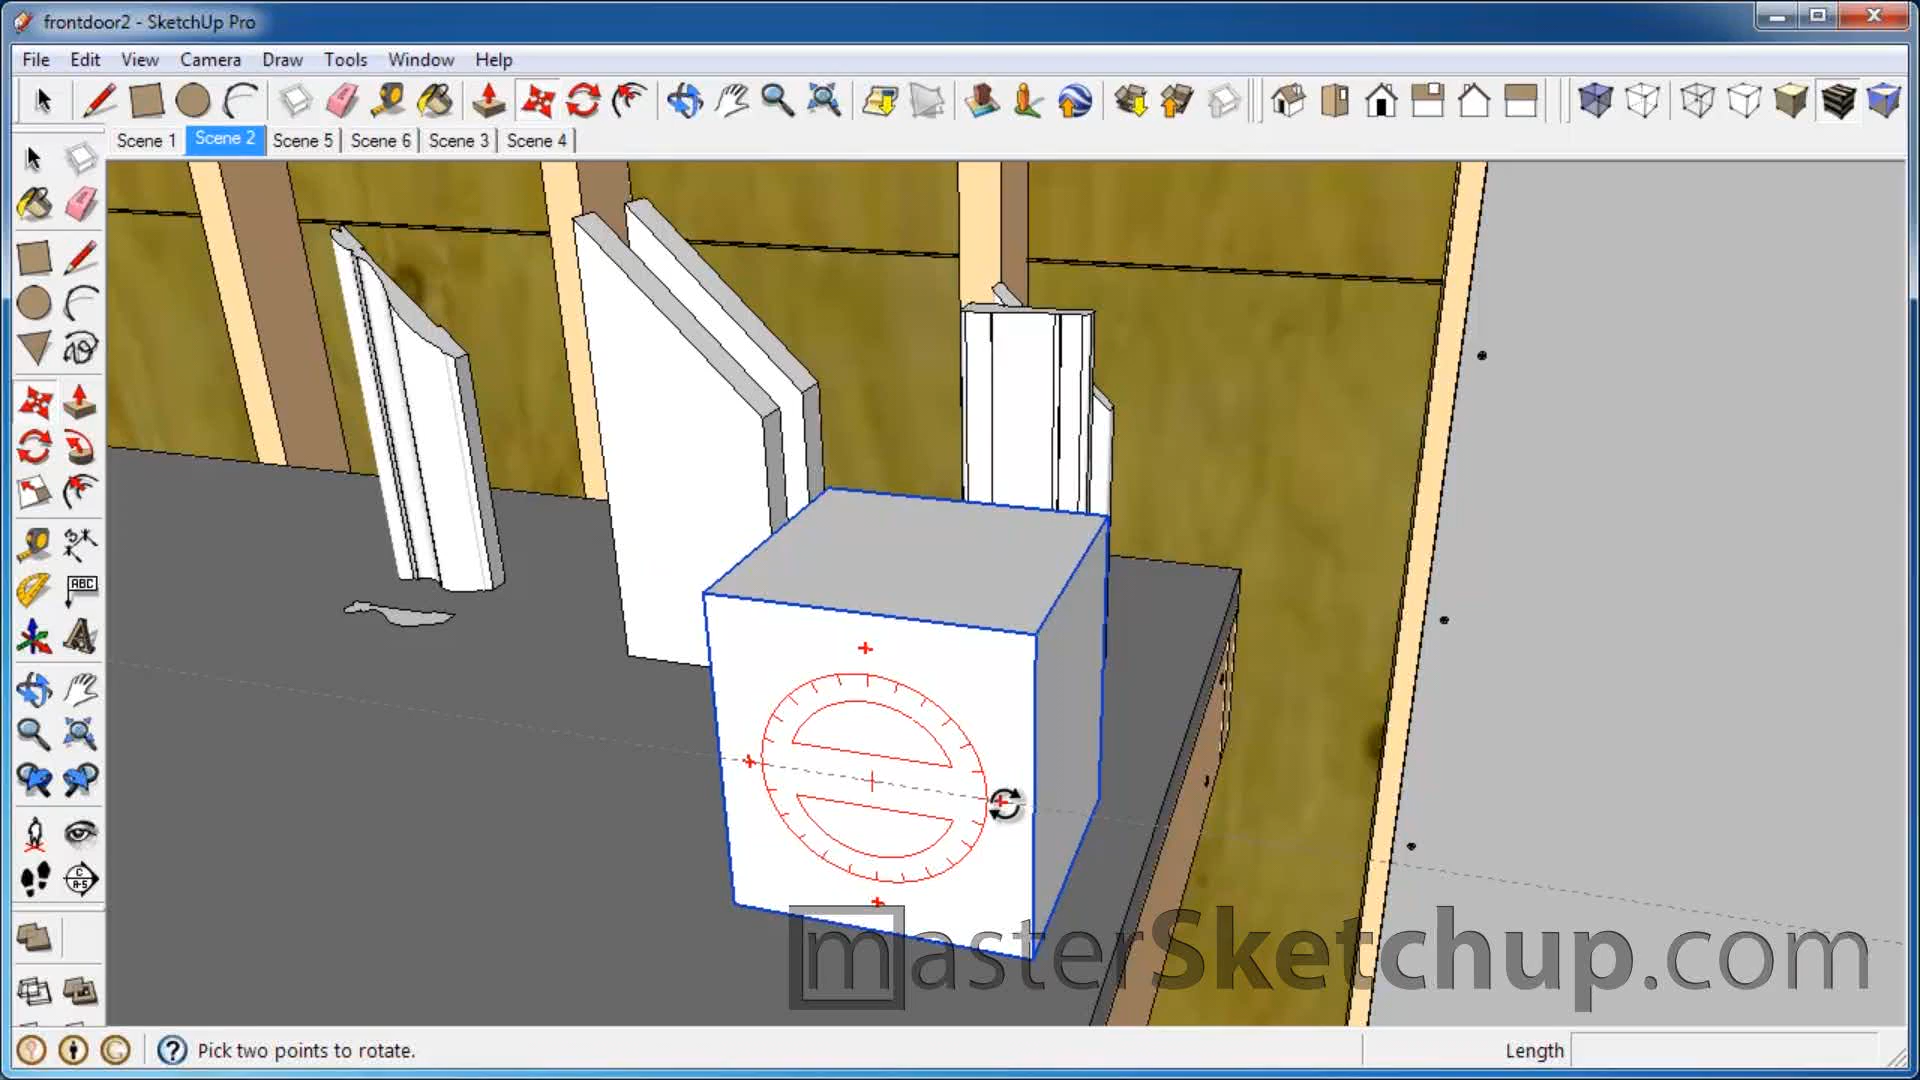 frontdoor2 - SketchUp Pro
File Edit View Camera Draw Tools Window Help
Scene 1 Scene 2 Scene 5 Scene 6 Scene 3 Scene 4
ABC
A
C
A-5
masterSketchup.com
Pick two points to rotate.
Length